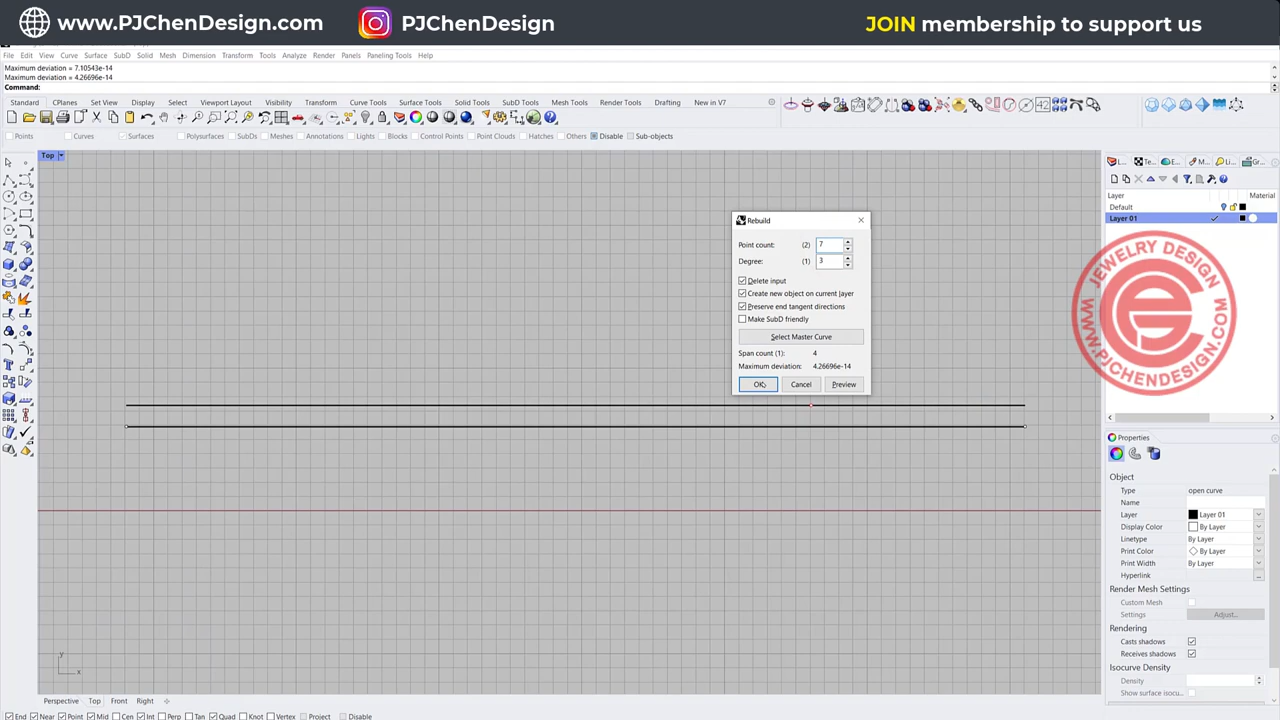 www.PJChenDesign.com
PJChenDesign
JOIN membership to support us
File Edit View Curve Surface SubD Solid Mesh Dimension Transform Tools Analyze Render Panels Paneling Tools Help
Maximum deviation = 7.10543e-14
Maximum deviation = 4.26696e-14
Command:
Standard CPlanes Set View Display Select Viewport Layout Visibility Transform Curve Tools Surface Tools Solid Tools SubD Tools Mesh Tools Render Tools Drafting New in V7
Points Curves Surfaces Polysurfaces SubDs Meshes Annotations Lights Blocks Control Points Point Clouds Hatches Others Disable Sub-objects
Top
Rebuild
Point count: (2) 7
Degree: (1) 3
Delete input
Create new object on current layer
Preserve end tangent directions
Make SubD friendly
Select Master Curve
Span count (1): 4
Maximum deviation: 4.26696e-14
OK Cancel Preview
L... Te... E... M... Li... Gr...
Layer Material
Default
Layer 01
JEWELRY DESIGN
WWW.PCHENDESIGN.COM
Properties
Object
Type open curve
Name
Layer Layer 01
Display Color By Layer
Linetype By Layer
Print Color By Layer
Print Width By Layer
Hyperlink ...
Render Mesh Settings
Custom Mesh
Settings Adjust...
Rendering
Casts shadows
Receives shadows
Isocurve Density
Density
Show surface isocu...
y
x
Perspective Top Front Right
End Near Point Mid Cen Int Perp Tan Quad Knot Vertex Project Disable